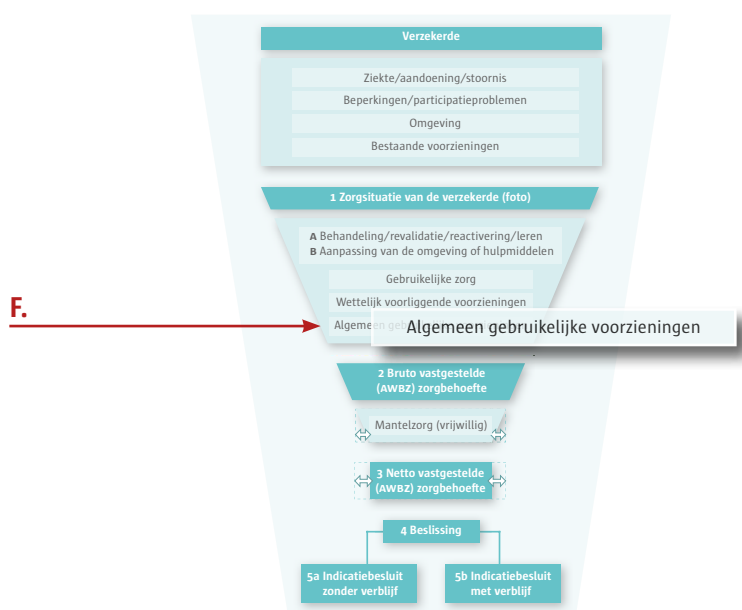 Verzekerde
Ziekte/aandoening/stoornis
Beperkingen/participatieproblemen
Omgeving
Bestaande voorzieningen
1 Zorgsituatie van de verzekerde (foto)
A Behandeling/revalidatie/reactivering/leren
B Aanpassing van de omgeving of hulpmiddelen
Gebruikelijke zorg
Wettelijk voorliggende voorzieningen
F.
Algemeen
Algemeen gebruikelijke voorzieningen
2 Bruto vastgestelde
(AWBZ) zorgbehoefte
Mantelzorg (vrijwillig)
3 Netto vastgestelde
(AWBZ) zorgbehoefte
4 Beslissing
5a Indicatiebesluit
zonder verblijf
5b Indicatiebesluit
met verblijf